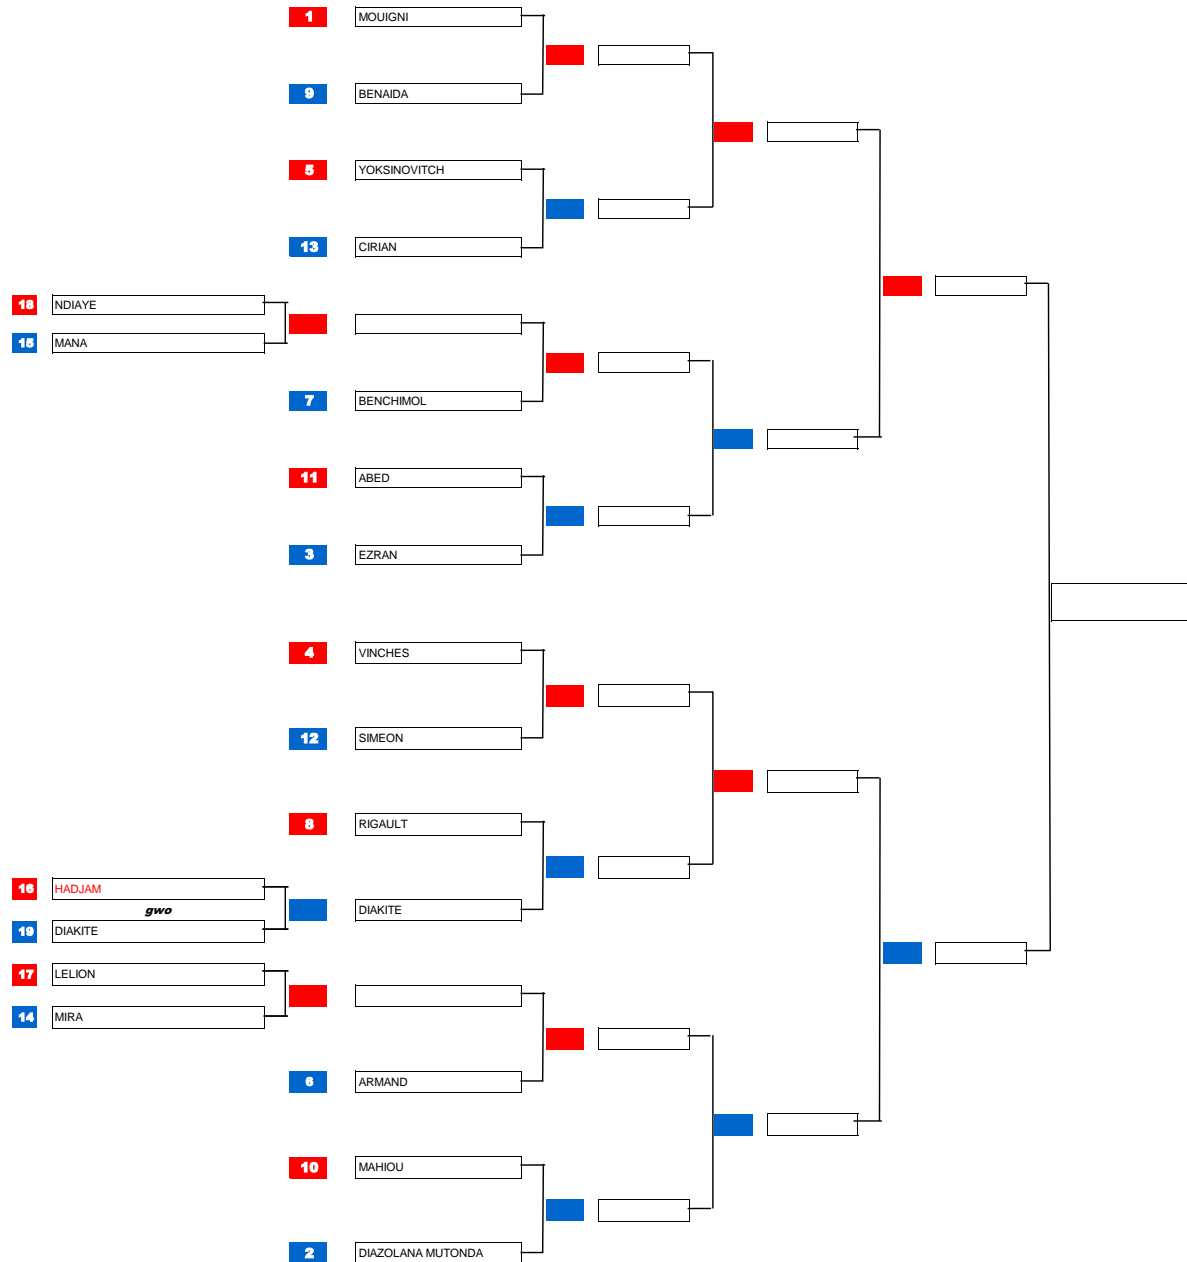 1 MOUIGNI
9 BENAIDA
5 YOKSINOVITCH
13 CIRIAN
18 NDIAYE
15 MANA
7 BENCHIMOL
11 ABED
3 EZRAN
4 VINCHES
12 SIMEON
8 RIGAULT
16 HADJAM
gwo
DIAKITE
19 DIAKITE
17 LELION
14 MIRA
6 ARMAND
10 MAHIOU
2 DIAZOLANA MUTONDA